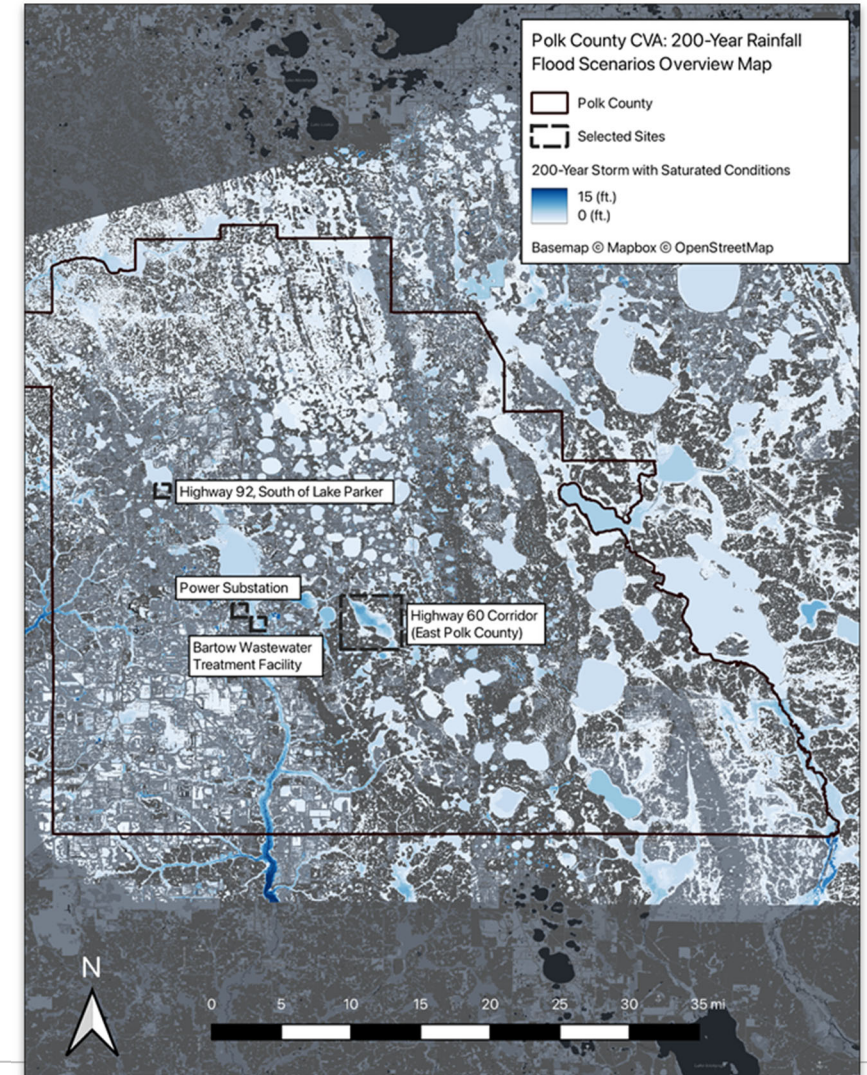 Polk County CVA: 200-Year Rainfall
Flood Scenarios Overview Map
Polk County
Selected Sites
200-Year Storm with Saturated Conditions
15 (ft.)
0 (ft.)
Basemap © Mapbox © OpenStreetMap
Highway 92, South of Lake Parker
Power Substation
Highway 60 Corridor
(East Polk County)
Bartow Wastewater
Treatment Facility
N
0 5 10 15 20 25 30 35 mi